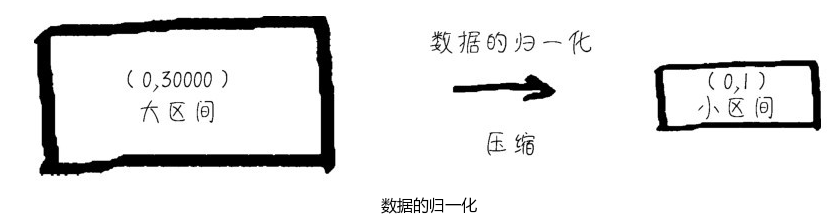 (0,30000)
大区间
数据的归一化
压缩
(0,1)
小区间
数据的归一化